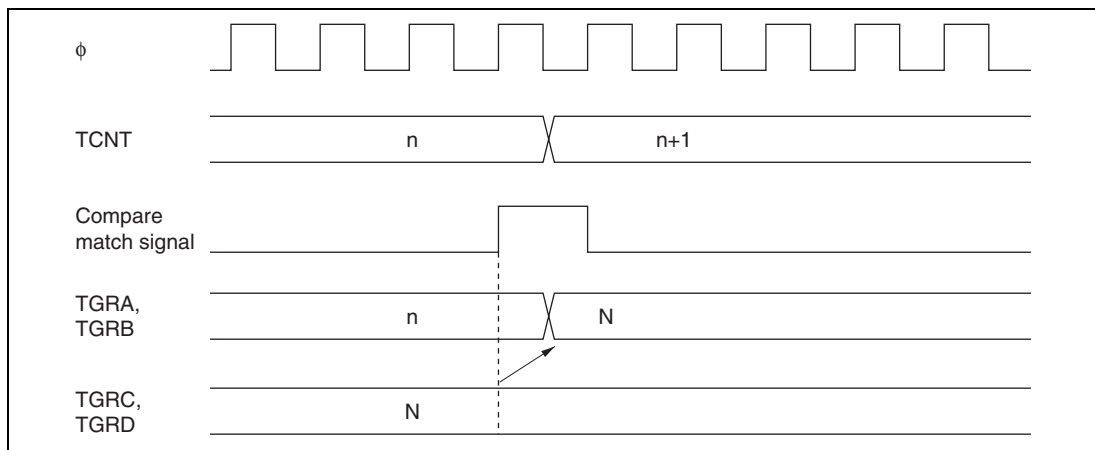 ϕ
TCNT
n
n+1
Compare
match signal
TGRA,
TGRB
n
N
TGRC,
TGRD
N